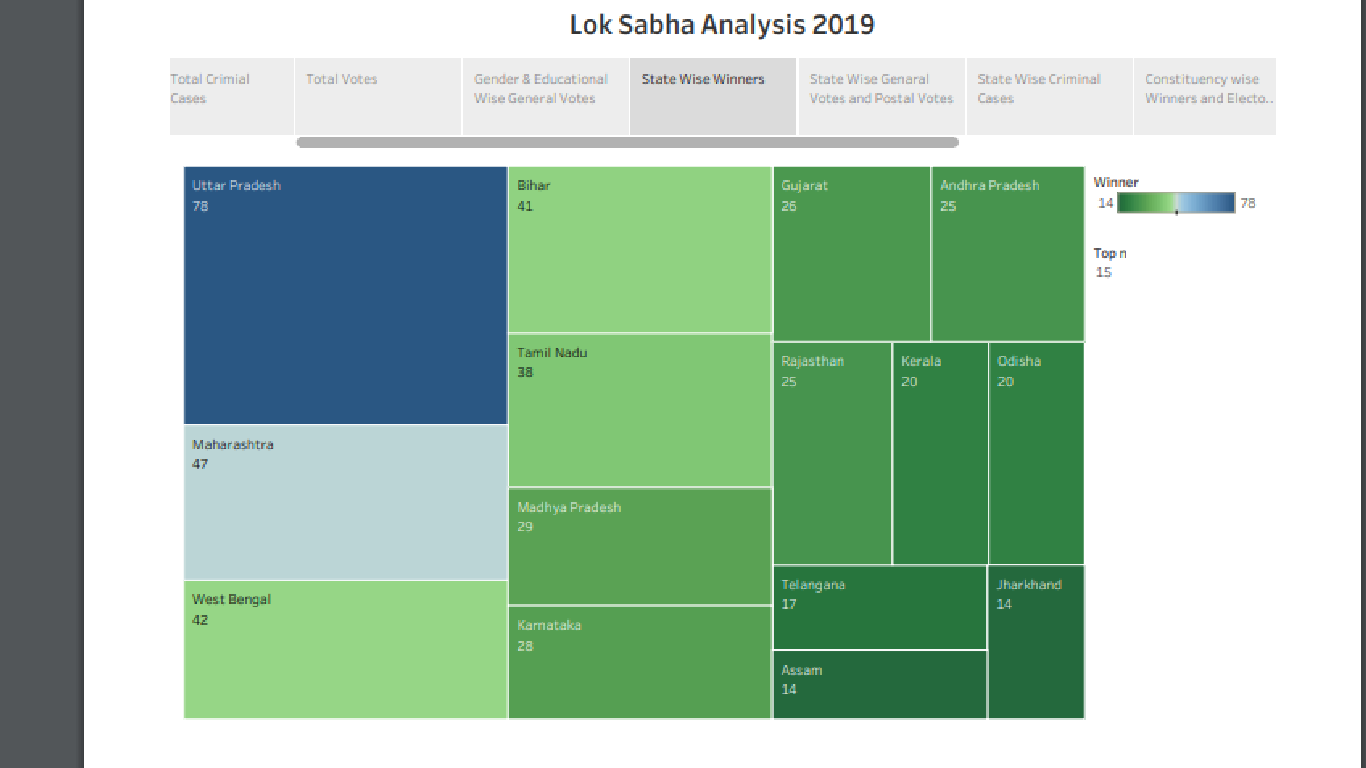 Lok Sabha Analysis 2019
Total Crimial
Cases
Total Votes
Gender & Educational
Wise General Votes
State Wise Winners
State Wise Genaral
Votes and Postal Votes
State Wise Criminal
Cases
Constituency wise
Winners and Electo..
Uttar Pradesh
78
Maharashtra
47
West Bengal
42
Bihar
41
Tamil Nadu
38
Madhya Pradesh
29
Karnataka
28
Gujarat
26
Andhra Pradesh
25
Rajasthan
25
Kerala
20
Odisha
20
Telangana
17
Assam
14
Jharkhand
14
Winner
14 78
Top n
15